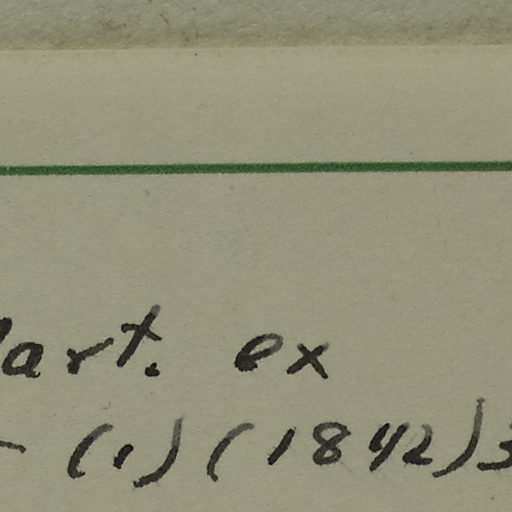 art. ex
(1) (1842)